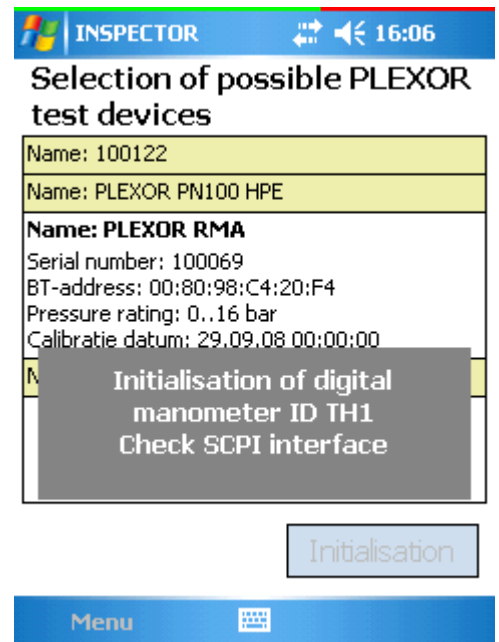 INSPECTOR 16:06
Selection of possible PLEXOR
test devices
Name: 100122
Name: PLEXOR PN100 HPE
Name: PLEXOR RMA
Serial number: 100069
BT-address: 00:80:98:C4:20:F4
Pressure rating: 0..16 bar
Calibratie datum: 29.09.08 00:00:00
Initialisation of digital
manometer ID TH1
Check SCPI interface
Initialisation
Menu